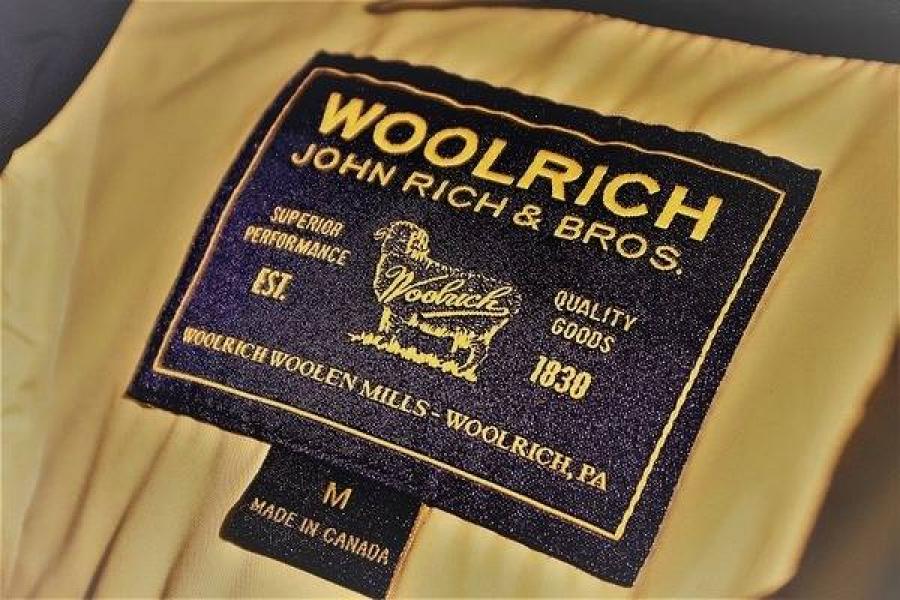 WOOLRICH
JOHN RICH & BROS.
SUPERIOR
PERFORMANCE
EST.
Woolrich
QUALITY
GOODS
1830
WOOLRICH WOOLEN MILLS - WOOLRICH, PA
M
MADE IN CANADA